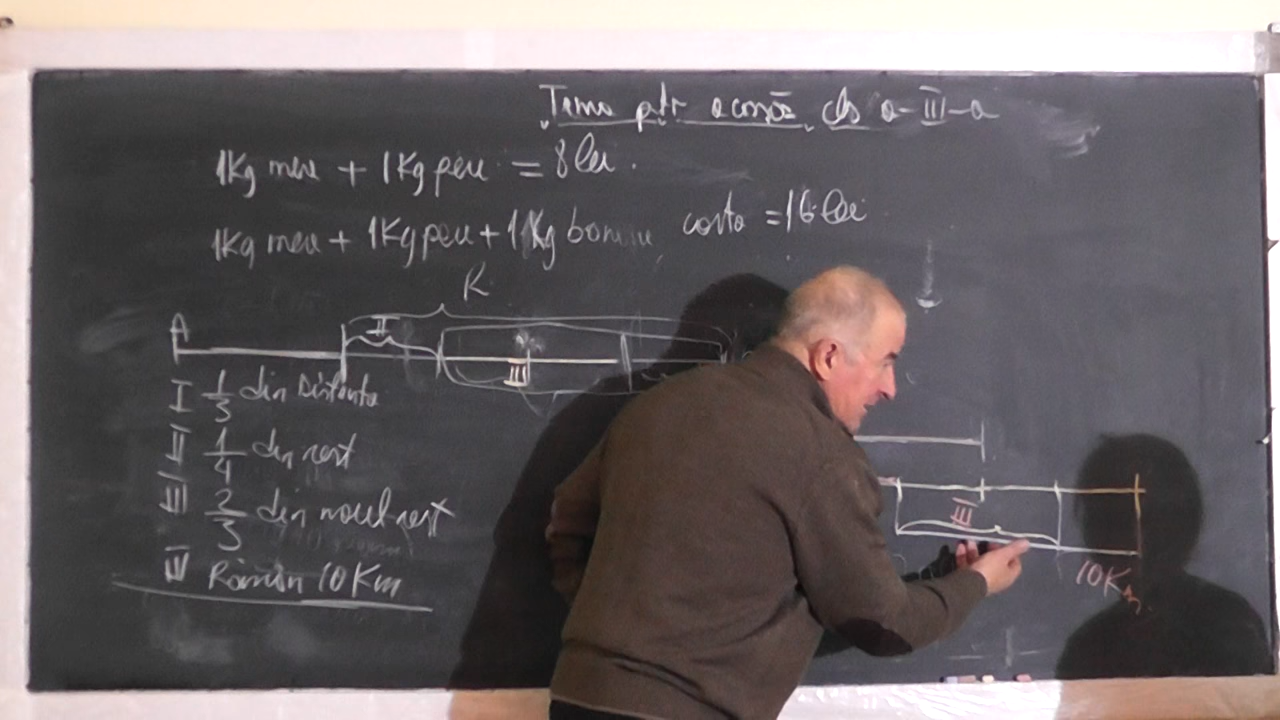 Tema ptr acasă cls a-III-a
1Kg mere + 1Kg pere = 8 lei.
1Kg mere + 1Kg pere + 1Kg banane costa = 16 lei
R
A
II
III
I 1/3 din Distanta
II 1/4 din rest
III 2/3 din noul rest
IV Rămân 10 Km
III
10Km